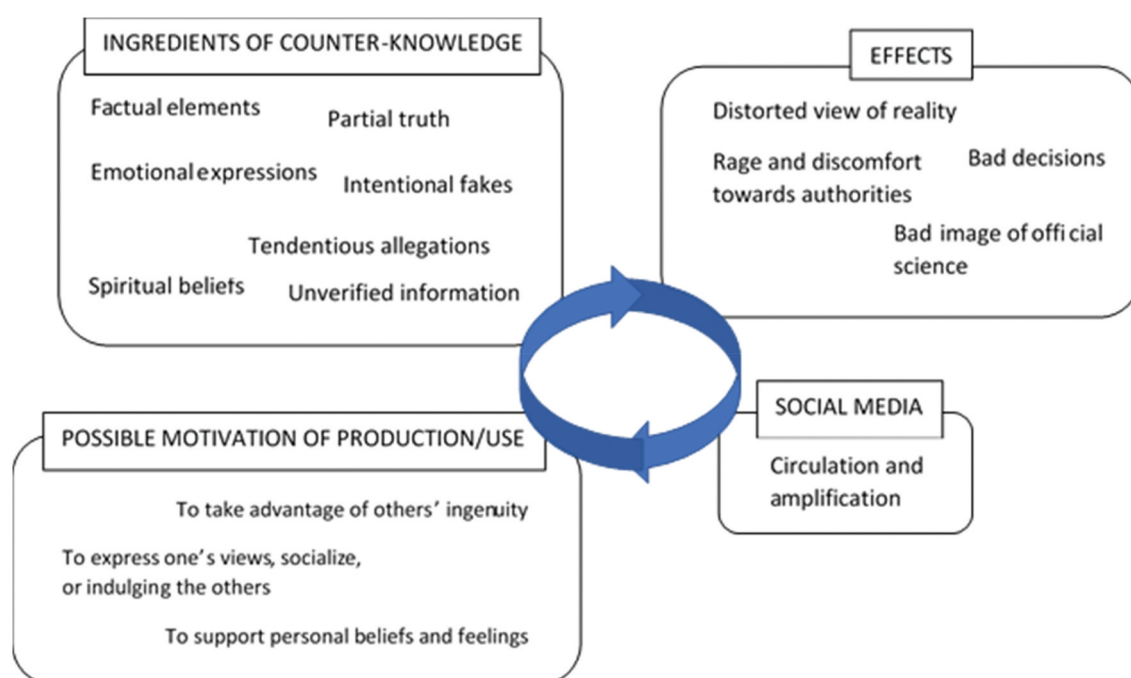 INGREDIENTS OF COUNTER-KNOWLEDGE
Factual elements
Partial truth
Emotional expressions
Intentional fakes
Tendentious allegations
Spiritual beliefs
Unverified information
EFFECTS
Distorted view of reality
Rage and discomfort
towards authorities
Bad decisions
Bad image of official
science
POSSIBLE MOTIVATION OF PRODUCTION/USE
To take advantage of others’ ingenuity
To express one’s views, socialize,
or indulging the others
To support personal beliefs and feelings
SOCIAL MEDIA
Circulation and
amplification